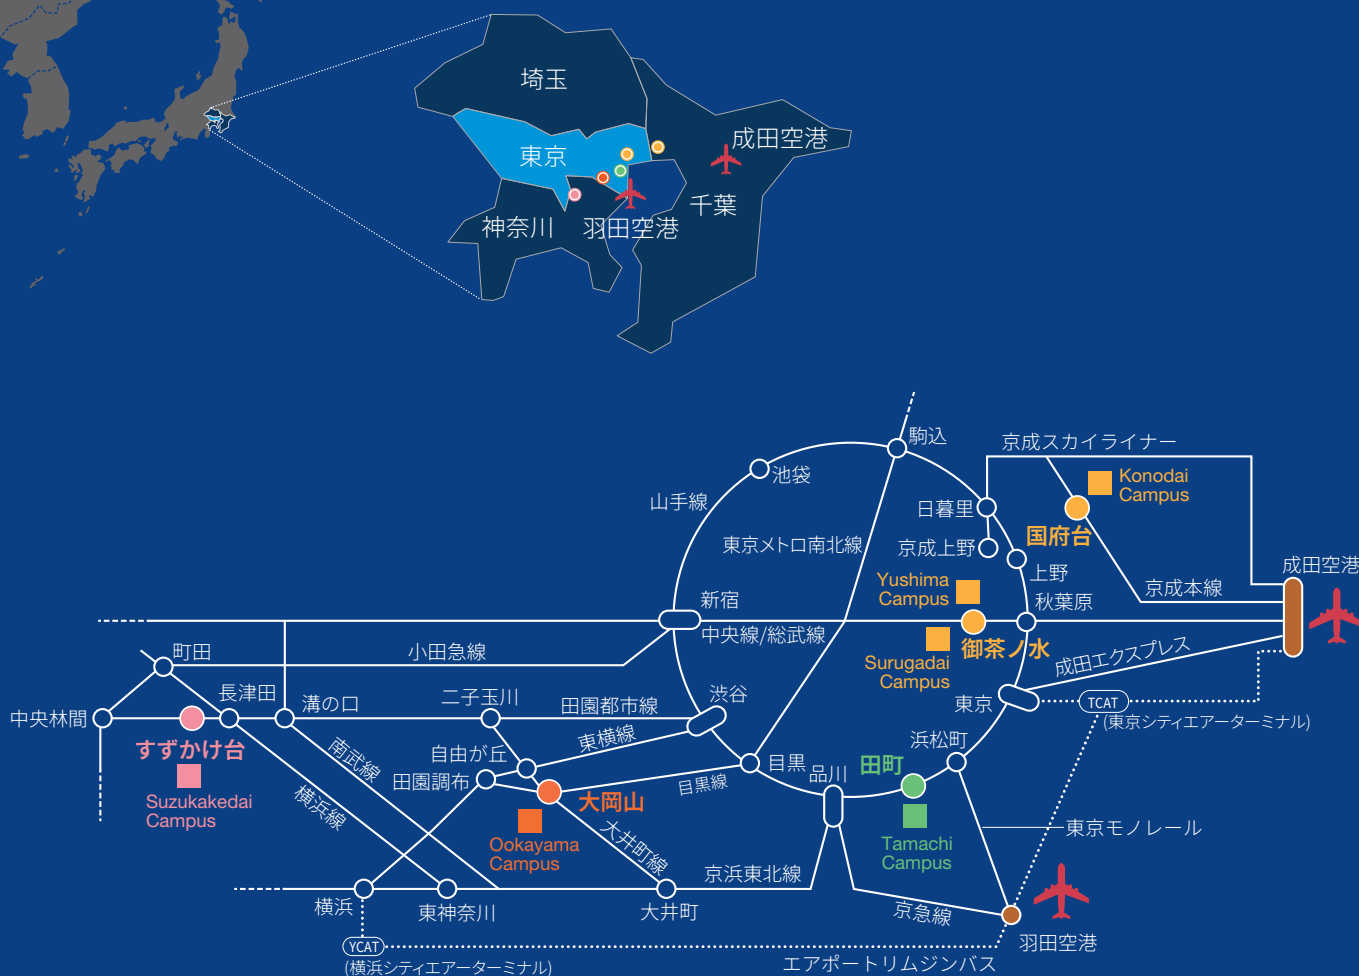 埼玉
東京
成田空港
千葉
神奈川
羽田空港
駒込
京成スカイライナー
池袋
Konodai
Campus
山手線
日暮里
国府台
東京メトロ南北線
京成上野
上野
成田空港
Yushima
Campus
京成本線
新宿
秋葉原
中央線/総武線
御茶ノ水
町田
小田急線
Surugadai
Campus
成田エクスプレス
長津田
溝の口
二子玉川
田園都市線
渋谷
東京
TCAT
(東京シティエアーターミナル)
中央林間
すずかけ台
南武線
自由が丘
東横線
浜松町
田園調布
目黒
品川
田町
目黒線
大岡山
Suzukakedai
Campus
横浜線
Ookayama
Campus
大井町線
Tamachi
Campus
東京モノレール
京浜東北線
横浜
東神奈川
大井町
京急線
羽田空港
YCAT
(横浜シティエアーターミナル)
エアポートリムジンバス